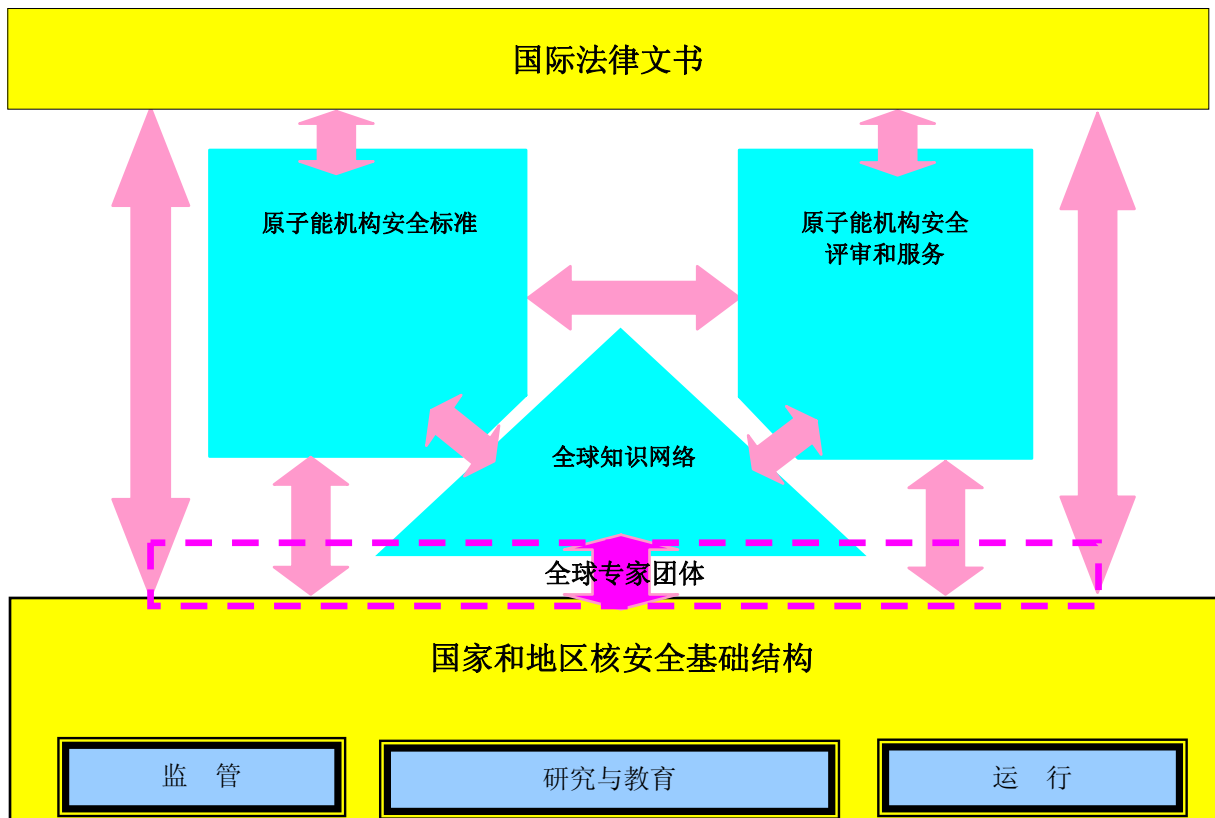 国际法律文书
原子能机构安全标准
原子能机构安全
评审和服务
全球知识网络
全球专家团体
国家和地区核安全基础结构
监 管
研究与教育
运 行